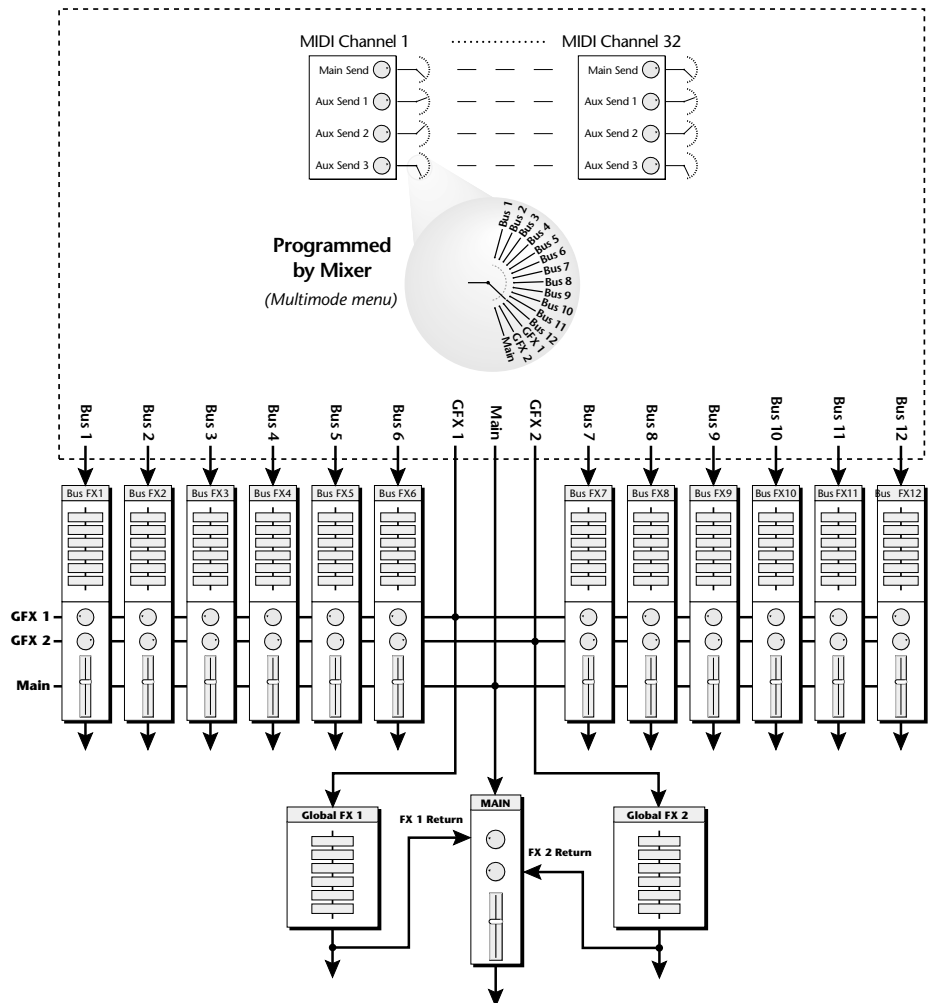 MIDI Channel 1 ............... MIDI Channel 32
Main Send
Aux Send 1
Aux Send 2
Aux Send 3
Main Send
Aux Send 1
Aux Send 2
Aux Send 3
Programmed
by Mixer
(Multimode menu)
Bus 1
Bus 2
Bus 3
Bus 4
Bus 5
Bus 6
Bus 7
Bus 8
Bus 9
Bus 10
Bus 11
Bus 12
GFX 1
GFX 2
Main
Bus 1
Bus 2
Bus 3
Bus 4
Bus 5
Bus 6
GFX 1
Main
GFX 2
Bus 7
Bus 8
Bus 9
Bus 10
Bus 11
Bus 12
Bus FX1
Bus FX2
Bus FX3
Bus FX4
Bus FX5
Bus FX6
Bus FX7
Bus FX8
Bus FX9
Bus FX10
Bus FX11
Bus FX12
GFX 1
GFX 2
Main
Global FX 1
MAIN
Global FX 2
FX 1 Return
FX 2 Return